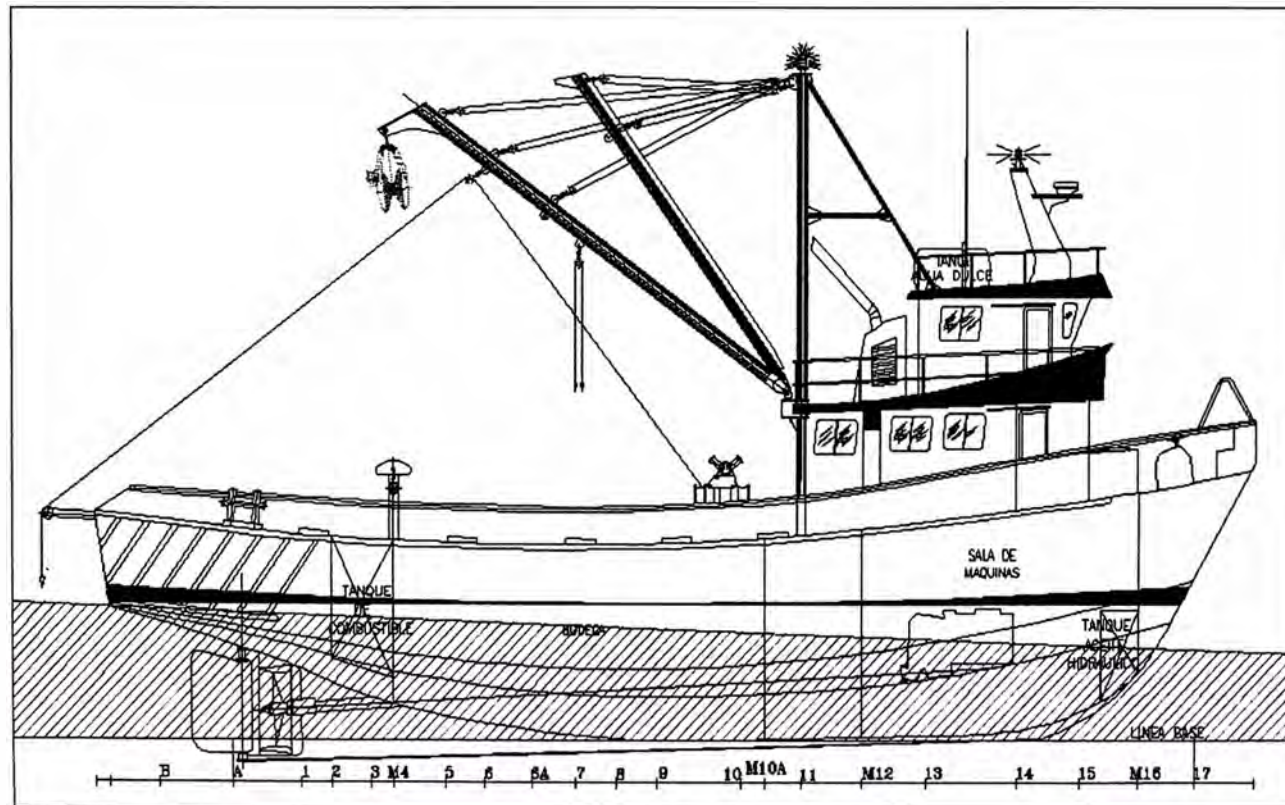 TANQUE
AGUA DULCE
SALA DE
MAQUINAS
TANQUE
DE
COMBUSTIBLE
BODEGA
TANQUE
ACEITE
HIDRAULICO
LINEA BASE
B A 1 2 3 M4 5 6 6A 7 8 9 10 M10A 11 M12 13 14 15 M16 17